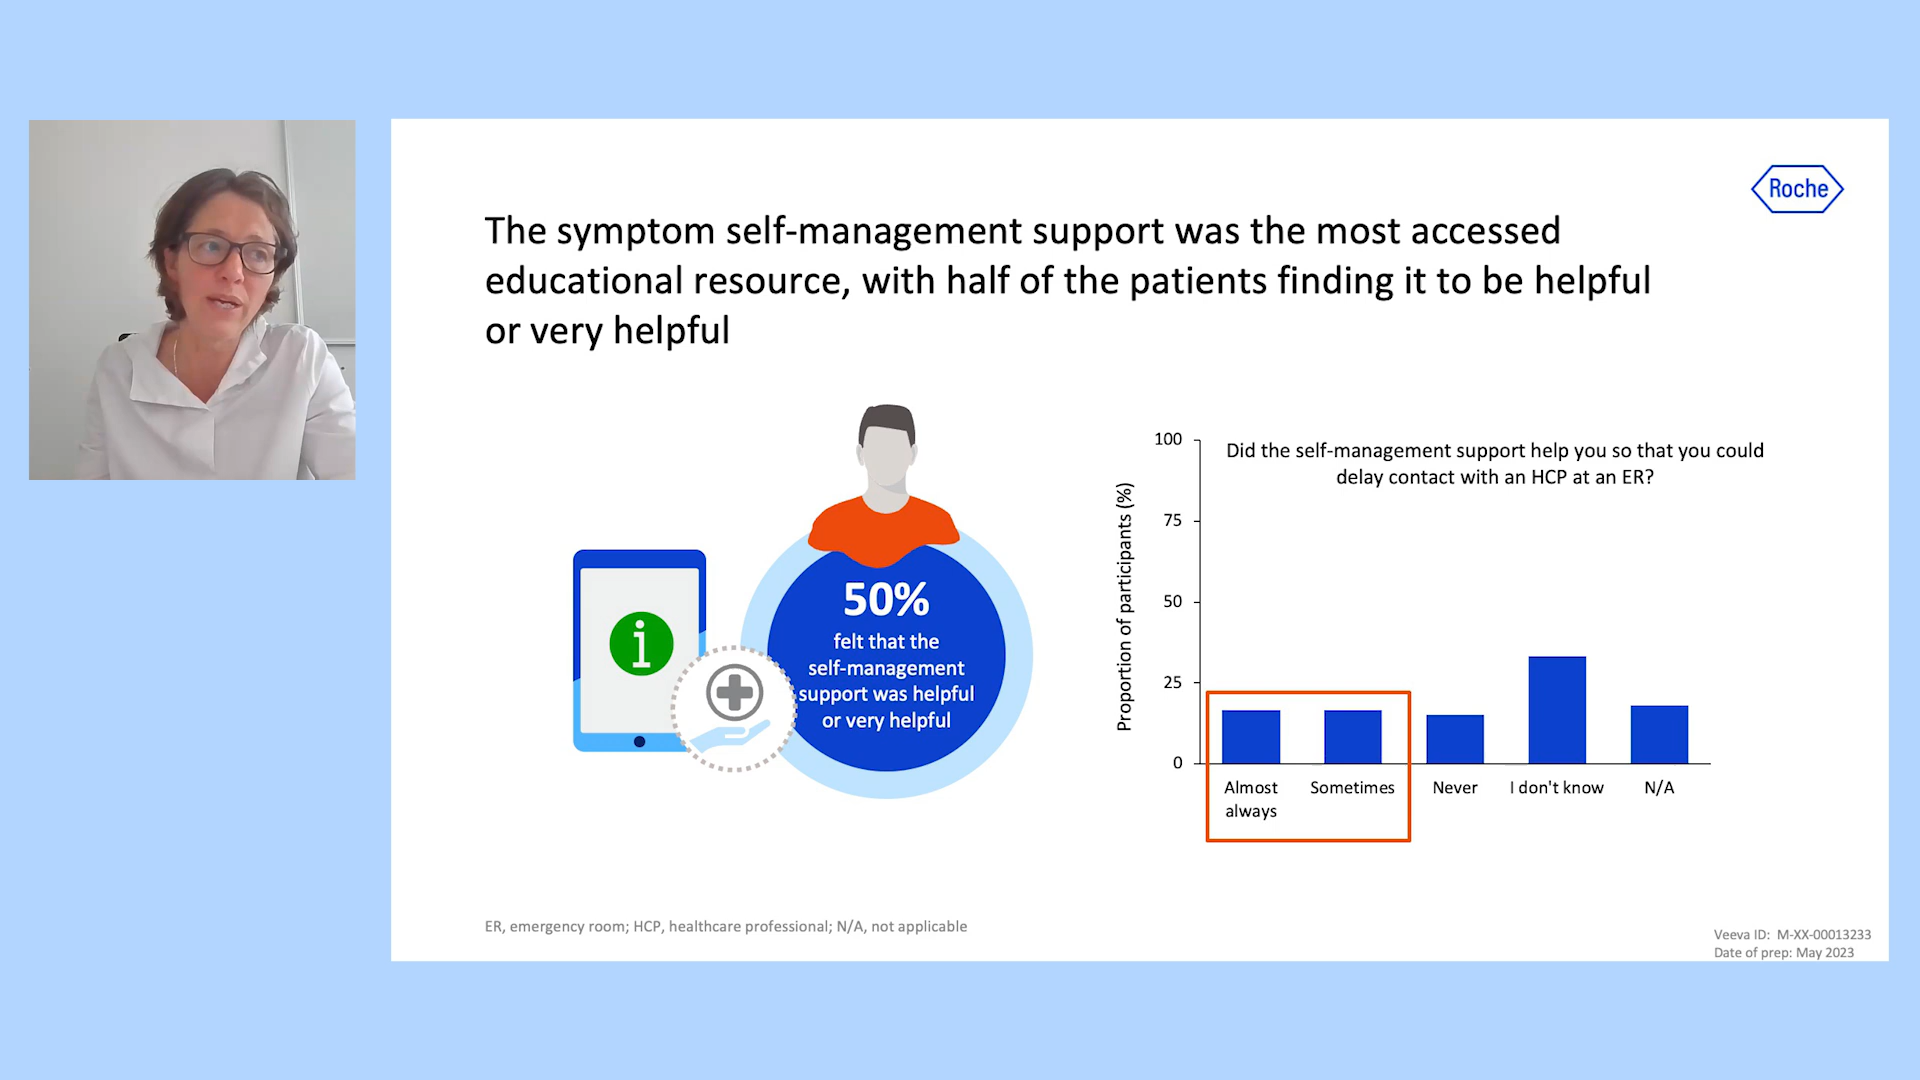 Roche
The symptom self-management support was the most accessed
educational resource, with half of the patients finding it to be helpful
or very helpful
50%
felt that the
self-management
support was helpful
or very helpful
Did the self-management support help you so that you could
delay contact with an HCP at an ER?
Proportion of participants (%)
100
75
50
25
0
Almost
always
Sometimes
Never
I don't know
N/A
ER, emergency room; HCP, healthcare professional; N/A, not applicable
Veeva ID: M-XX-00013233
Date of prep: May 2023